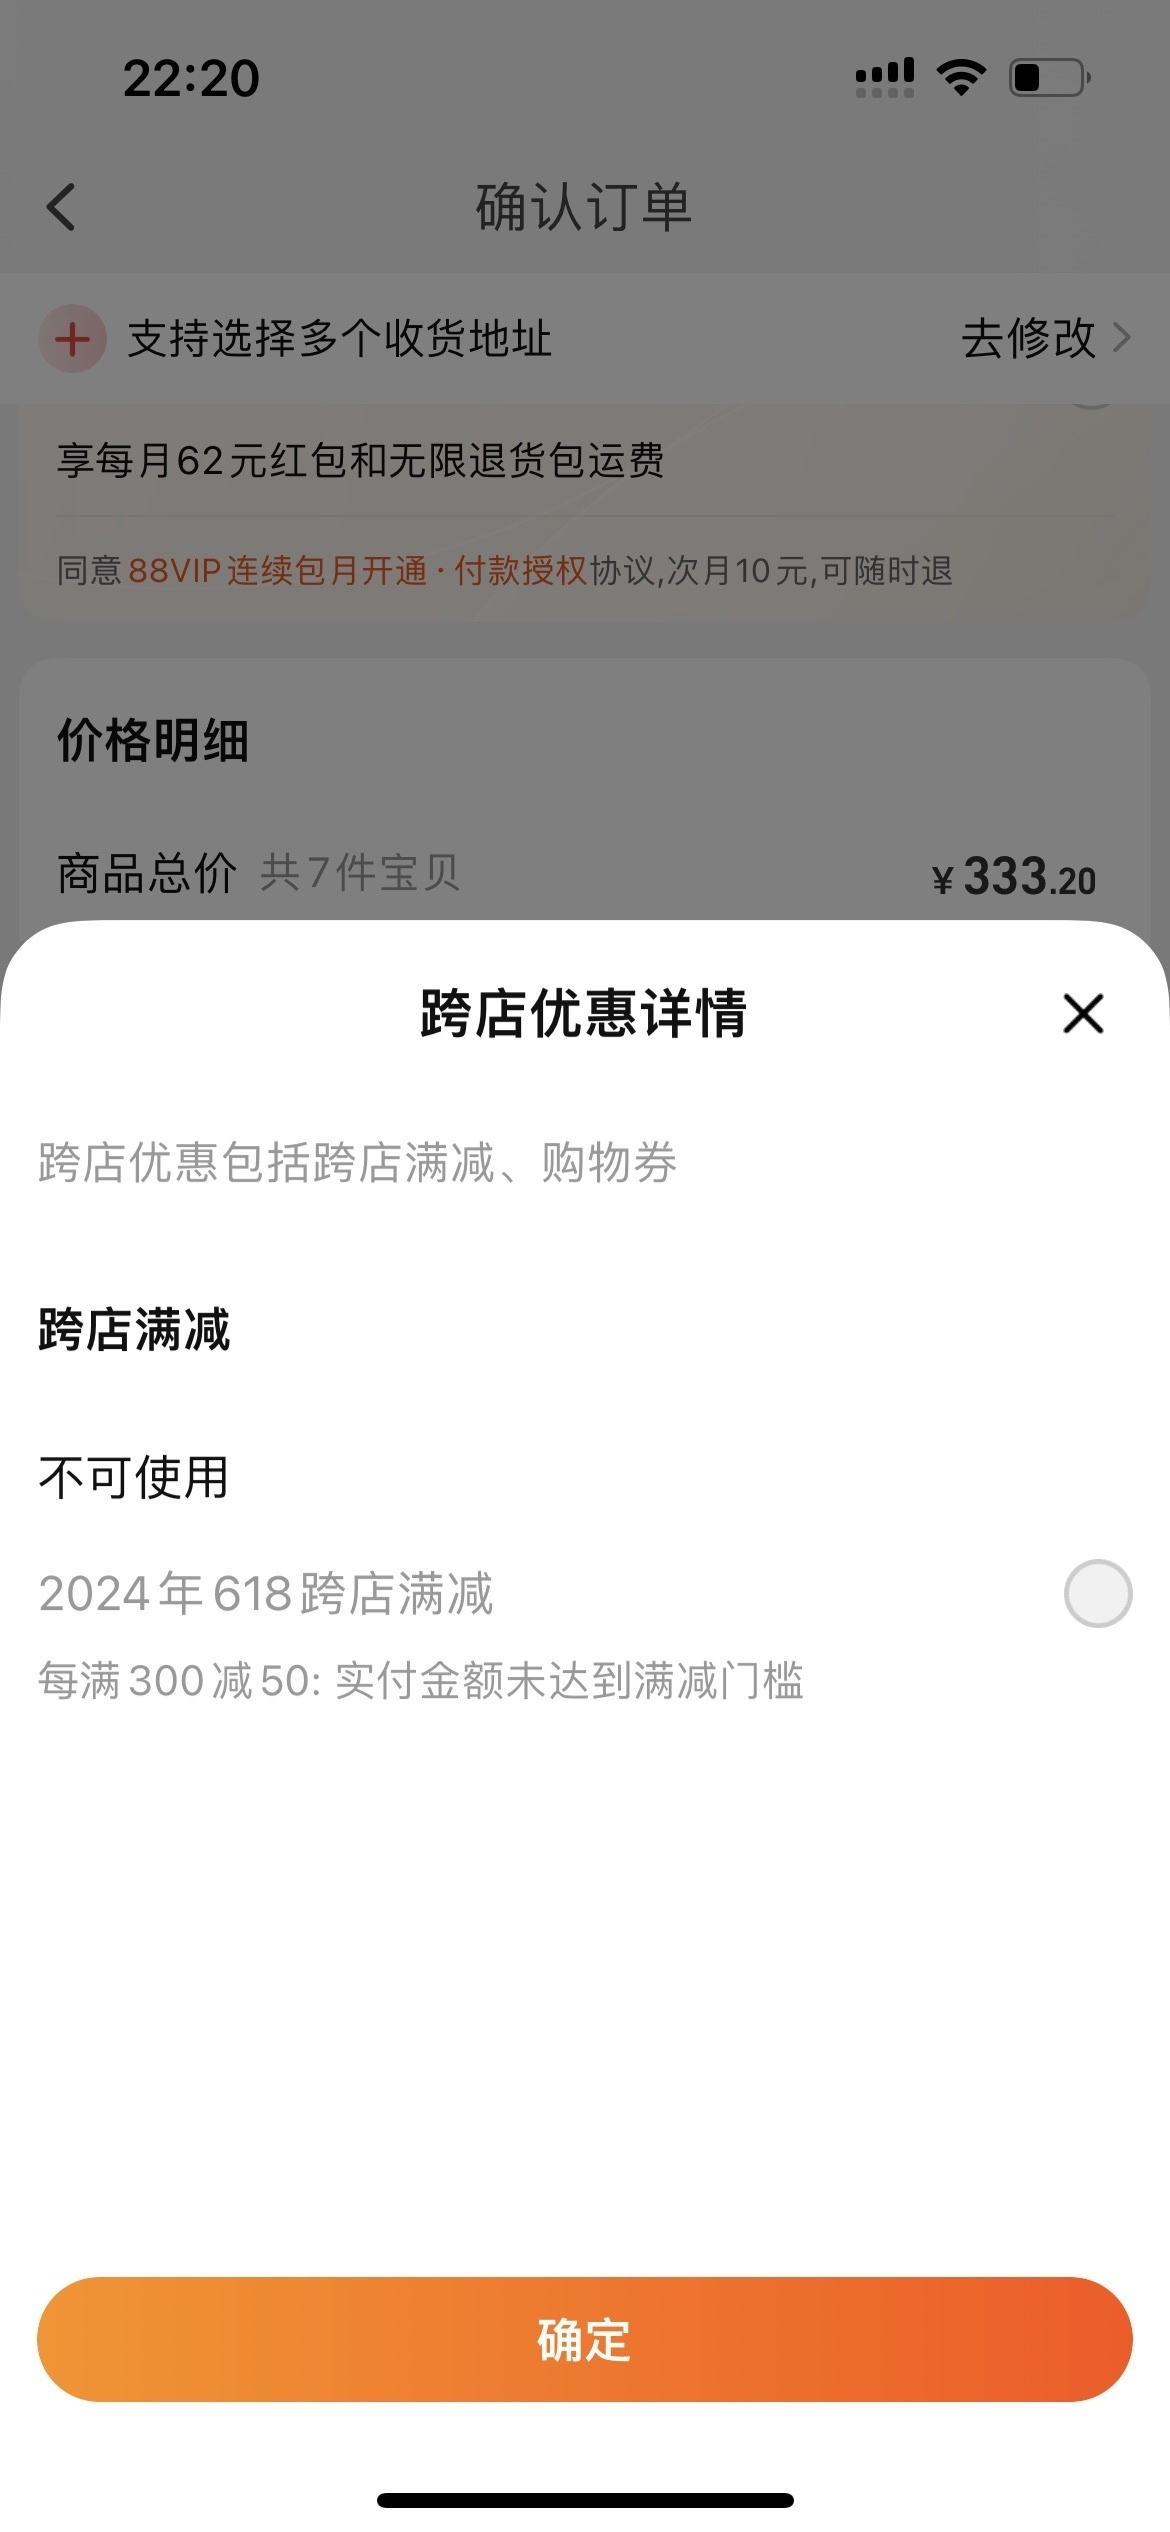 22:20
确认订单
支持选择多个收货地址
去修改
享每月62元红包和无限退货包运费
同意88VIP连续包月开通·付款授权协议,次月10元,可随时退
价格明细
商品总价 共7件宝贝 ¥333.20
跨店优惠详情
跨店优惠包括跨店满减、购物券
跨店满减
不可使用
2024年618跨店满减
每满300减50: 实付金额未达到满减门槛
确定